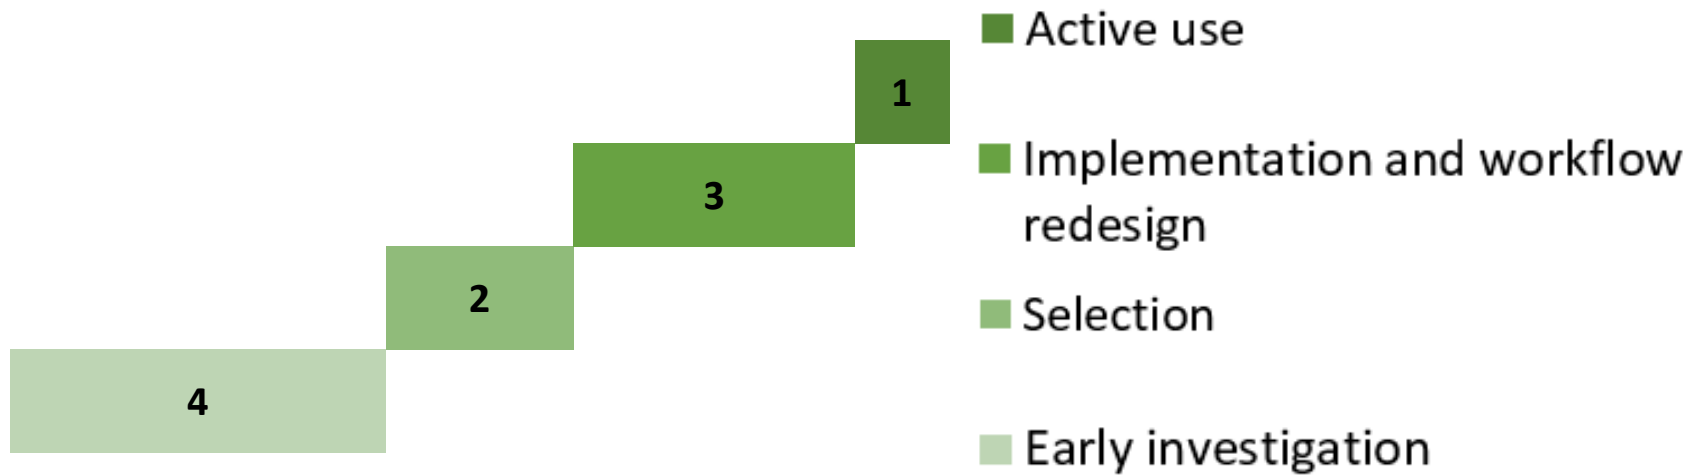 Active use
1
Implementation and workflow
3
redesign
2
Selection
4
Early investigation